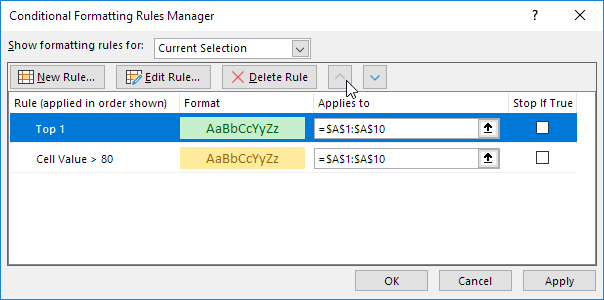 Conditional Formatting Rules Manager ? ×
Show formatting rules for: Current Selection
New Rule... Edit Rule... Delete Rule
Rule (applied in order shown) Format Applies to Stop If True
Top 1 AaBbCcYyZz =$A$1:$A$10
Cell Value > 80 AaBbCcYyZz =$A$1:$A$10
OK Cancel Apply